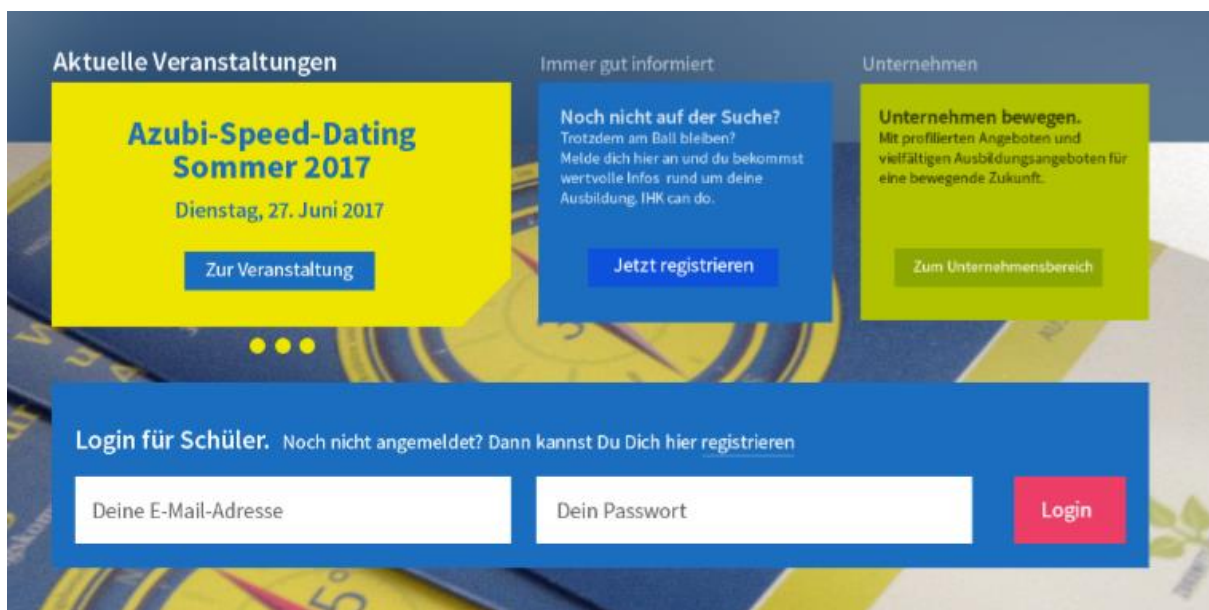 Aktuelle Veranstaltungen
Azubi-Speed-Dating
Sommer 2017
Dienstag, 27. Juni 2017
Zur Veranstaltung
Immer gut informiert
Noch nicht auf der Suche?
Trotzdem am Ball bleiben?
Melde dich hier an und du bekommst
wertvolle Infos rund um deine
Ausbildung. IHK can do.
Jetzt registrieren
Unternehmen
Unternehmen bewegen.
Mit profilierten Angeboten und
vielfältigen Ausbildungsangeboten für
eine bewegende Zukunft.
Zum Unternehmensbereich
Login für Schüler. Noch nicht angemeldet? Dann kannst Du Dich hier registrieren
Deine E-Mail-Adresse
Dein Passwort
Login